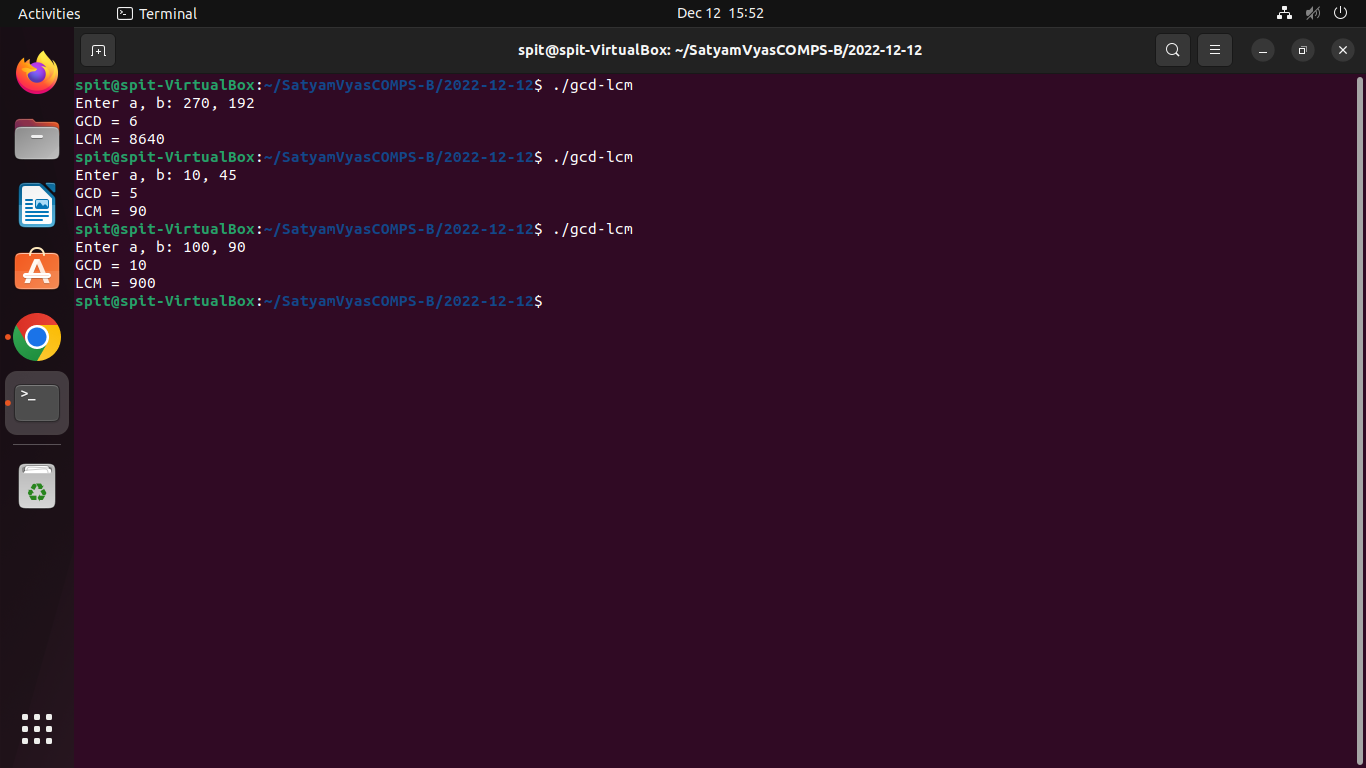 Activities Terminal Dec 12 15:52
spit@spit-VirtualBox: ~/SatyamVyasCOMPS-B/2022-12-12
spit@spit-VirtualBox:~/SatyamVyasCOMPS-B/2022-12-12$ ./gcd-lcm
Enter a, b: 270, 192
GCD = 6
LCM = 8640
spit@spit-VirtualBox:~/SatyamVyasCOMPS-B/2022-12-12$ ./gcd-lcm
Enter a, b: 10, 45
GCD = 5
LCM = 90
spit@spit-VirtualBox:~/SatyamVyasCOMPS-B/2022-12-12$ ./gcd-lcm
Enter a, b: 100, 90
GCD = 10
LCM = 900
spit@spit-VirtualBox:~/SatyamVyasCOMPS-B/2022-12-12$